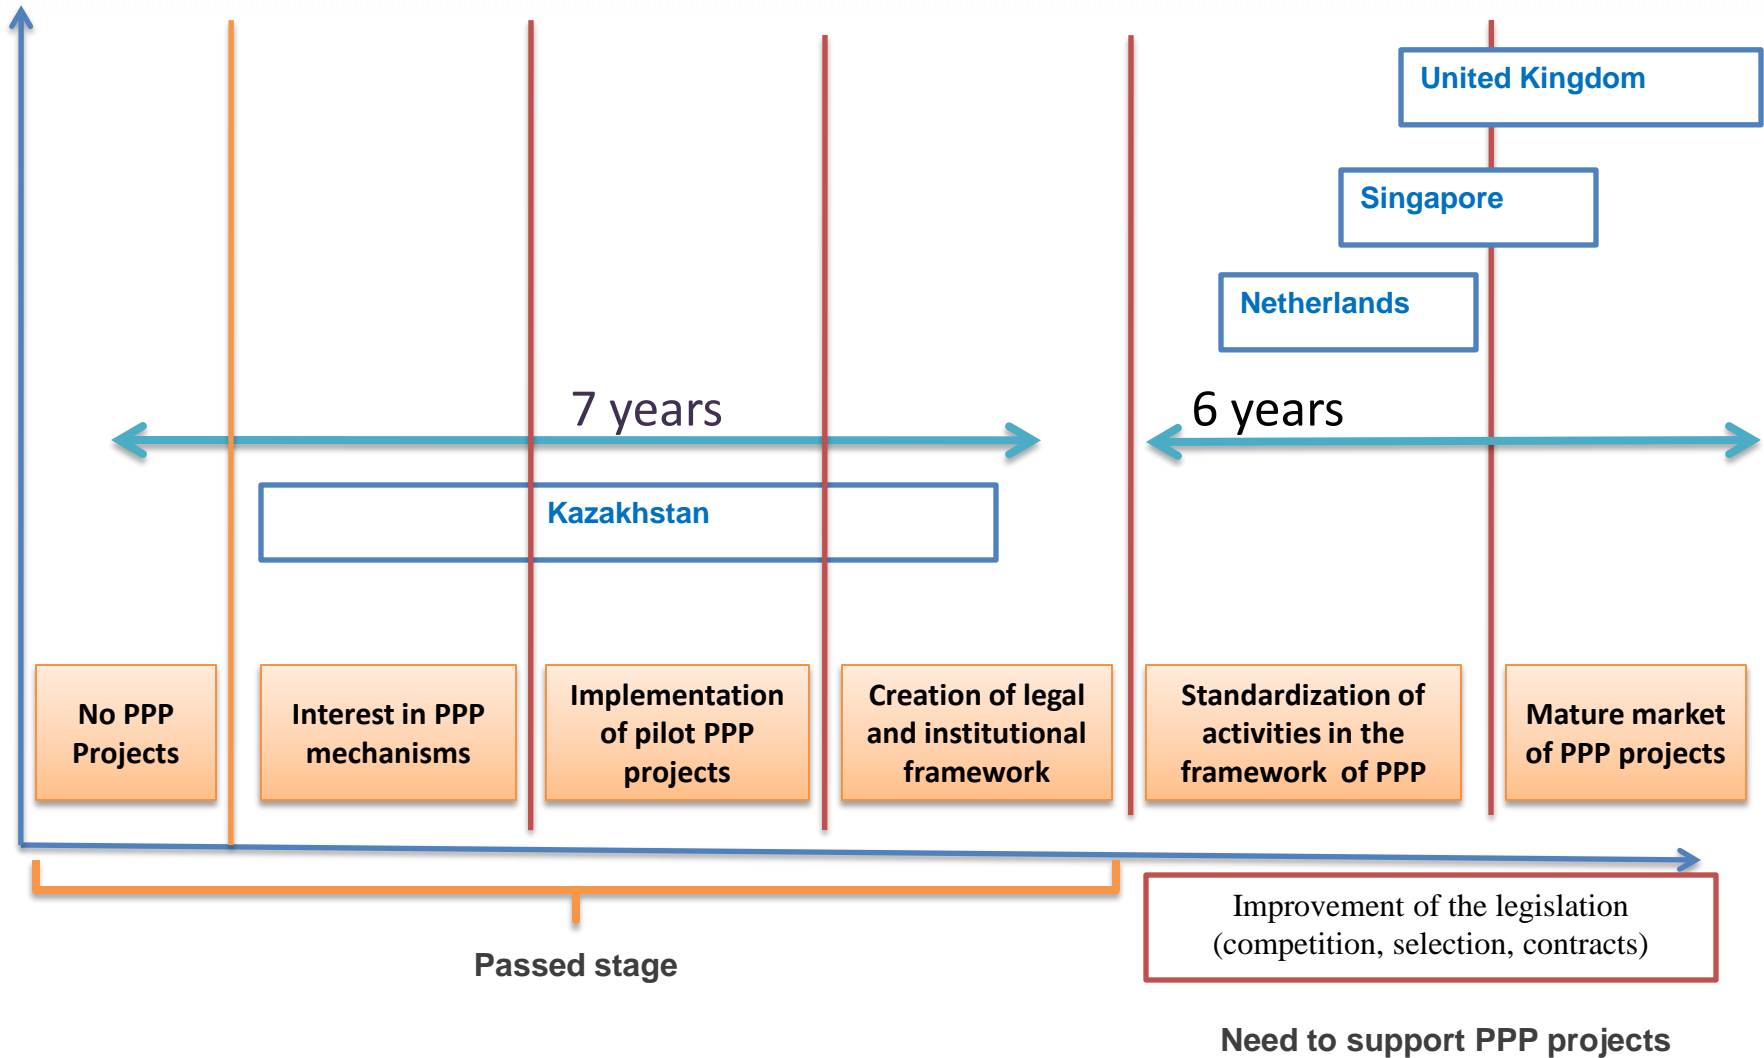 United Kingdom
Singapore
Netherlands
7 years
6 years
Kazakhstan
No PPP
Projects
Interest in PPP
mechanisms
Implementation
of pilot PPP
projects
Creation of legal
and institutional
framework
Standardization of
activities in the
framework of PPP
Mature market
of PPP projects
Improvement of the legislation
(competition, selection, contracts)
Passed stage
Need to support PPP projects